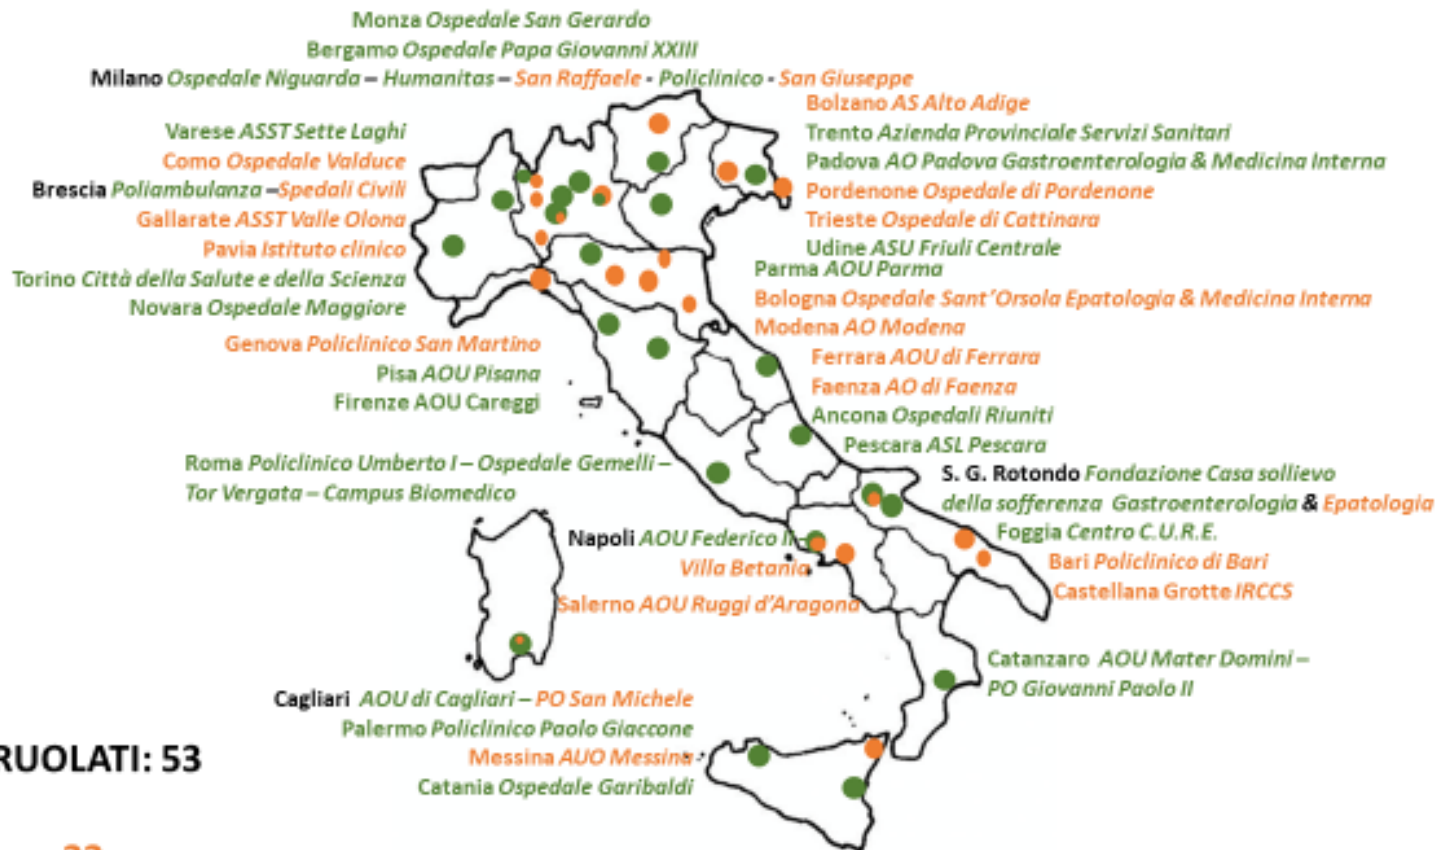 Monza Ospedale San Gerardo
Bergamo Ospedale Papa Giovanni XXIII
Milano Ospedale Niguarda – Humanitas – San Raffaele - Policlinico - San Giuseppe
Bolzano AS Alto Adige
Trento Azienda Provinciale Servizi Sanitari
Padova AO Padova Gastroenterologia & Medicina Interna
Pordenone Ospedale di Pordenone
Trieste Ospedale di Cattinara
Udine ASU Friuli Centrale
Varese ASST Sette Laghi
Como Ospedale Valduce
Brescia Poliambulanza –Spedali Civili
Gallarate ASST Valle Olona
Pavia Istituto clinico
Torino Città della Salute e della Scienza
Novara Ospedale Maggiore
Parma AOU Parma
Bologna Ospedale Sant'Orsola Epatologia & Medicina Interna
Modena AO Modena
Ferrara AOU di Ferrara
Faenza AO di Faenza
Ancona Ospedali Riuniti
Pescara ASL Pescara
Genova Policlinico San Martino
Pisa AOU Pisana
Firenze AOU Careggi
Roma Policlinico Umberto I – Ospedale Gemelli –
Tor Vergata – Campus Biomedico
S. G. Rotondo Fondazione Casa sollievo
della sofferenza Gastroenterologia & Epatologia
Foggia Centro C.U.R.E.
Bari Policlinico di Bari
Castellana Grotte IRCCS
Napoli AOU Federico II–
Villa Betania
Salerno AOU Ruggi d'Aragona
Catanzaro AOU Mater Domini –
PO Giovanni Paolo II
Cagliari AOU di Cagliari – PO San Michele
Palermo Policlinico Paolo Giaccone
Messina AUO Messina
Catania Ospedale Garibaldi
RUOLATI: 53